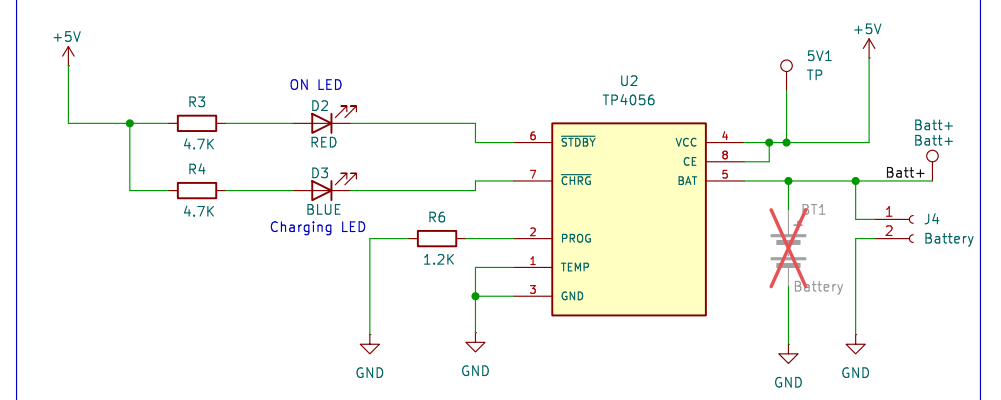 +5V
+5V
5V1
TP
ON LED
U2
TP4056
R3
D2
4.7K
RED
Batt+
Batt+
6 STDBY
VCC 4
CE 8
R4
D3
7 CHRG
BAT 5
Batt+
4.7K
BLUE
Charging LED
BT1
+
1
J4
R6
2 PROG
2
Battery
1.2K
1 TEMP
3 GND
Battery
GND
GND
GND
GND